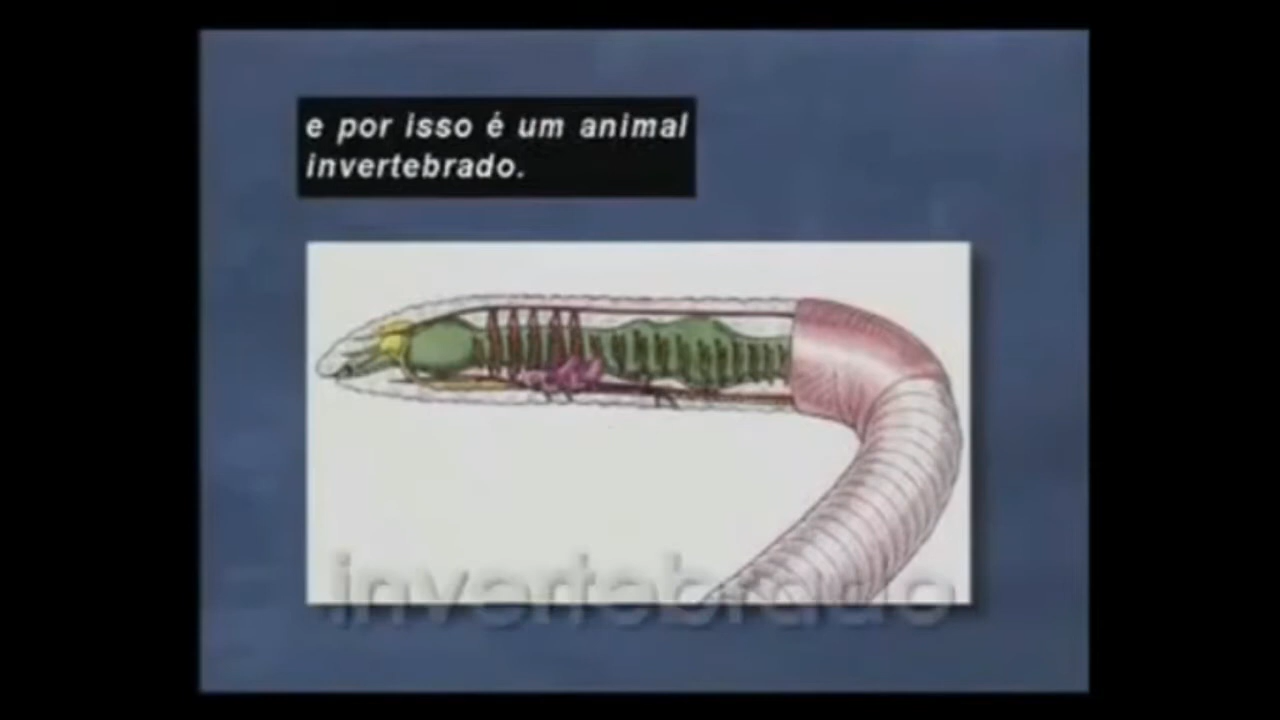 e por isso é um animal
invertebrado.
invertebrado